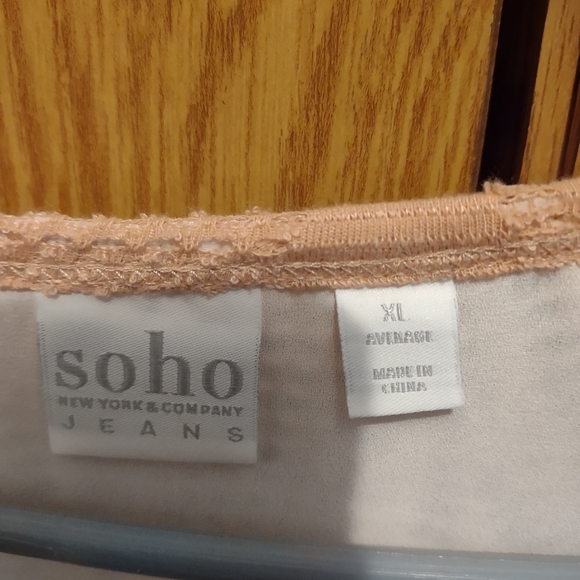 soho
NEW YORK & COMPANY
JEANS
XL
AVERAGE
MADE IN
CHINA